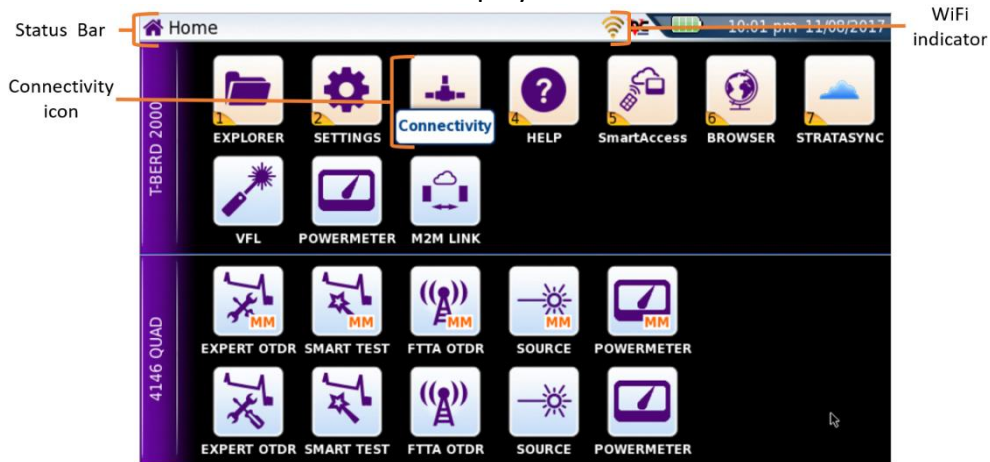 Status Bar
Home
10:01 pm 11/08/2017
WiFi
indicator
Connectivity
icon
T-BERD 2000
1
2
4
5
6
7
EXPLORER
SETTINGS
Connectivity
HELP
SmartAccess
BROWSER
STRATASYNC
VFL
POWERMETER
M2M LINK
4146 QUAD
MM
MM
MM
MM
MM
EXPERT OTDR
SMART TEST
FTTA OTDR
SOURCE
POWERMETER
EXPERT OTDR
SMART TEST
FTTA OTDR
SOURCE
POWERMETER